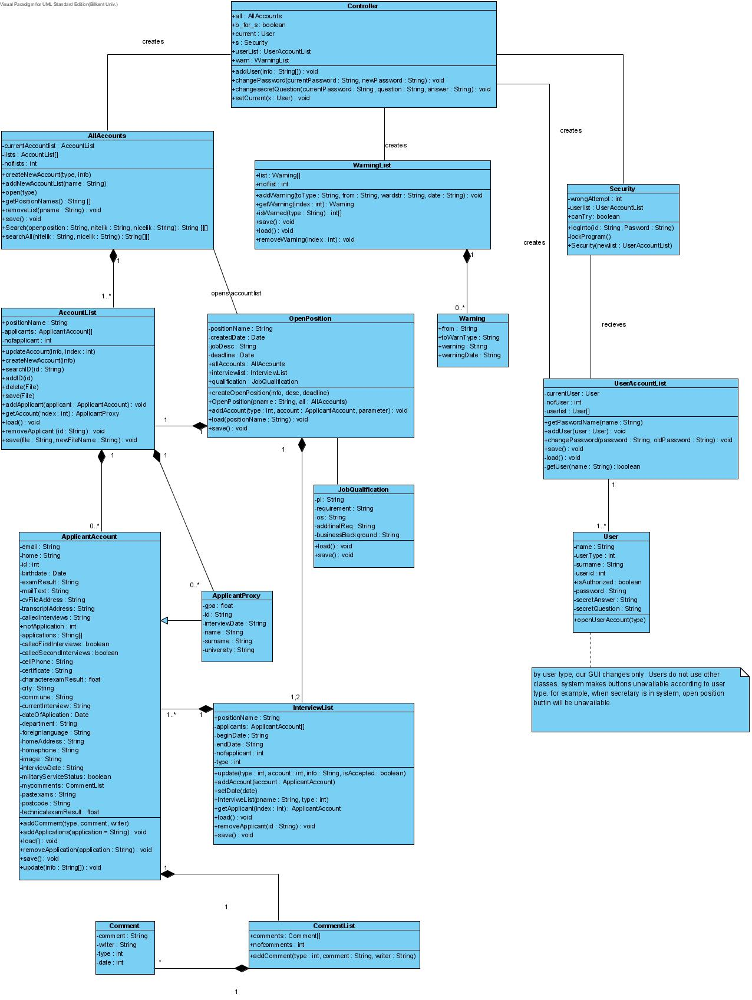 Visual Paradigm for UML Standard Edition(Bilkent Univ.)
Controller
+all : AllAccounts
+b_for_s : boolean
+current : User
+s : Security
+userList : UserAccountList
+warn : WarningList
+addUser(info : String[]) : void
+changePassword(currentPassword : String, newPassword : String) : void
+changesecretQuestion(currentPassword : String, question : String, answer : String) : void
+setCurrent(x : User) : void
creates
creates
creates
creates
AllAccounts
-currentAccountlist : AccountList
-lists : AccountList[]
-noflists : int
+createNewAccount(type, info)
+addNewAccountList(name : String)
+open(type)
+getPositionNames() : String []
+removeList(pname : String) : void
+save() : void
+Search(openposition : String, nitelik : String, nicelik : String) : String [][]
+searchAll(nitelik : String, nicelik : String) : String[][]
WarningList
+list : Warning[]
+noflist : int
+addWarning(toType : String, from : String, wardstr : String, date : String) : void
+getWarning(index : int) : Warning
+isWarned(type : String) : int[]
+save() : void
+load() : void
+removeWarning(index : int) : void
Security
-wrongAttempt : int
-userlist : UserAccountList
+canTry : boolean
+logInto(id : String, Pasword : String)
-lockProgram()
+Security(newlist : UserAccountList)
1
1..*
opens accountlist
1
0..*
recieves
AccountList
+positionName : String
-applicants : ApplicantAccount[]
-nofapplicant : int
+updateAccount(info, index : int)
+createNewAccount(info)
+searchID(id : String)
+addID(id)
+delete(File)
+save(File)
+addApplicant(applicant : ApplicantAccount) : void
+getAccount('ndex : int) : ApplicantProxy
+load() : void
+removeApplicant (id : String) : void
+save(file : String, newFileName : String) : void
OpenPosition
-positionName : String
-createdDate : Date
-jobDesc : String
-deadline : Date
+allAccounts : AllAccounts
+interviewlist : InterviewList
+qualification : JobQualification
+createOpenPosition(info, desc, deadline)
+OpenPosition(pname : String, all : AllAccounts)
+addAccount(type : int, account : ApplicantAccount, parameter) : void
+load(positionName : String) : void
+save() : void
Warning
+from : String
+toWarnType : String
+warning : String
+warningDate : String
UserAccountList
-currentUser : User
-nofUser : int
-userlist : User[]
+getPaswordName(name : String)
+addUser(user : User) : void
+changePassword(password : String, oldPassword : String) : void
+save() : void
-load() : void
-getUser(name : String) : boolean
1
1
1
1
1
1
1..*
0..*
0..*
JobQualification
-pl : String
-requirement : String
-os : String
-additinalReq : String
-businessBackground : String
+load() : void
+save() : void
ApplicantAccount
-email : String
-home : String
-id : int
-birthdate : Date
-examResult : String
-mailText : String
-cvFileAddress : String
-transcriptAddress : String
-calledInterviews : String
+nofApplication : int
-applications : String[]
-calledFirstInterviews : boolean
-calledSecondInterviews : boolean
-cellPhone : String
-certificate : String
-characterexamResult : float
-city : String
-commune : String
-currentInterview : String
-dateOfAplication : Date
-department : String
-foreignlanguage : String
-homeAddress : String
-homephone : String
-image : String
-interviewDate : String
-militaryServiceStatus : boolean
-mycomments : CommentList
-pastexams : String
-postcode : String
-technicalexamResult : float
+addComment(type, comment, writer)
+addApplications(application = String) : void
+load() : void
+removeApplication(application : String) : void
+save() : void
+update(info : String[]) : void
ApplicantProxy
-gpa : float
-id : String
-interviewDate : String
-name : String
-surname : String
-university : String
User
-name : String
-userType : int
-surname : String
-userid : int
+isAuthorized : boolean
-password : String
-secretAnswer : String
-secretQuestion : String
+openUserAccount(type)
by user type, our GUI changes only. Users do not use other
classes. system makes buttons unavaliable according to user
type. for example, when secretary is in system, open position
buttin will be unavailable.
1,2
1..*
1
InterviewList
+positionName : String
-applicants : ApplicantAccount[]
-beginDate : String
-endDate : String
-nofapplicant : int
-type : int
+update(type : int, account : int, info : String, isAccepted : boolean)
+addAccount(account : ApplicantAccount)
+setDate(date)
+InterviweList(pname : String, type : int)
+getApplicant(index : int) : ApplicantAccount
+load() : void
+removeApplicant(id : String) : void
+save() : void
1
1
Comment
-comment : String
-writer : String
-type : int
-date : int
CommentList
+comments : Comment[]
+nofcomments : int
+addComment(type : int, comment : String, writer : String)
*
1